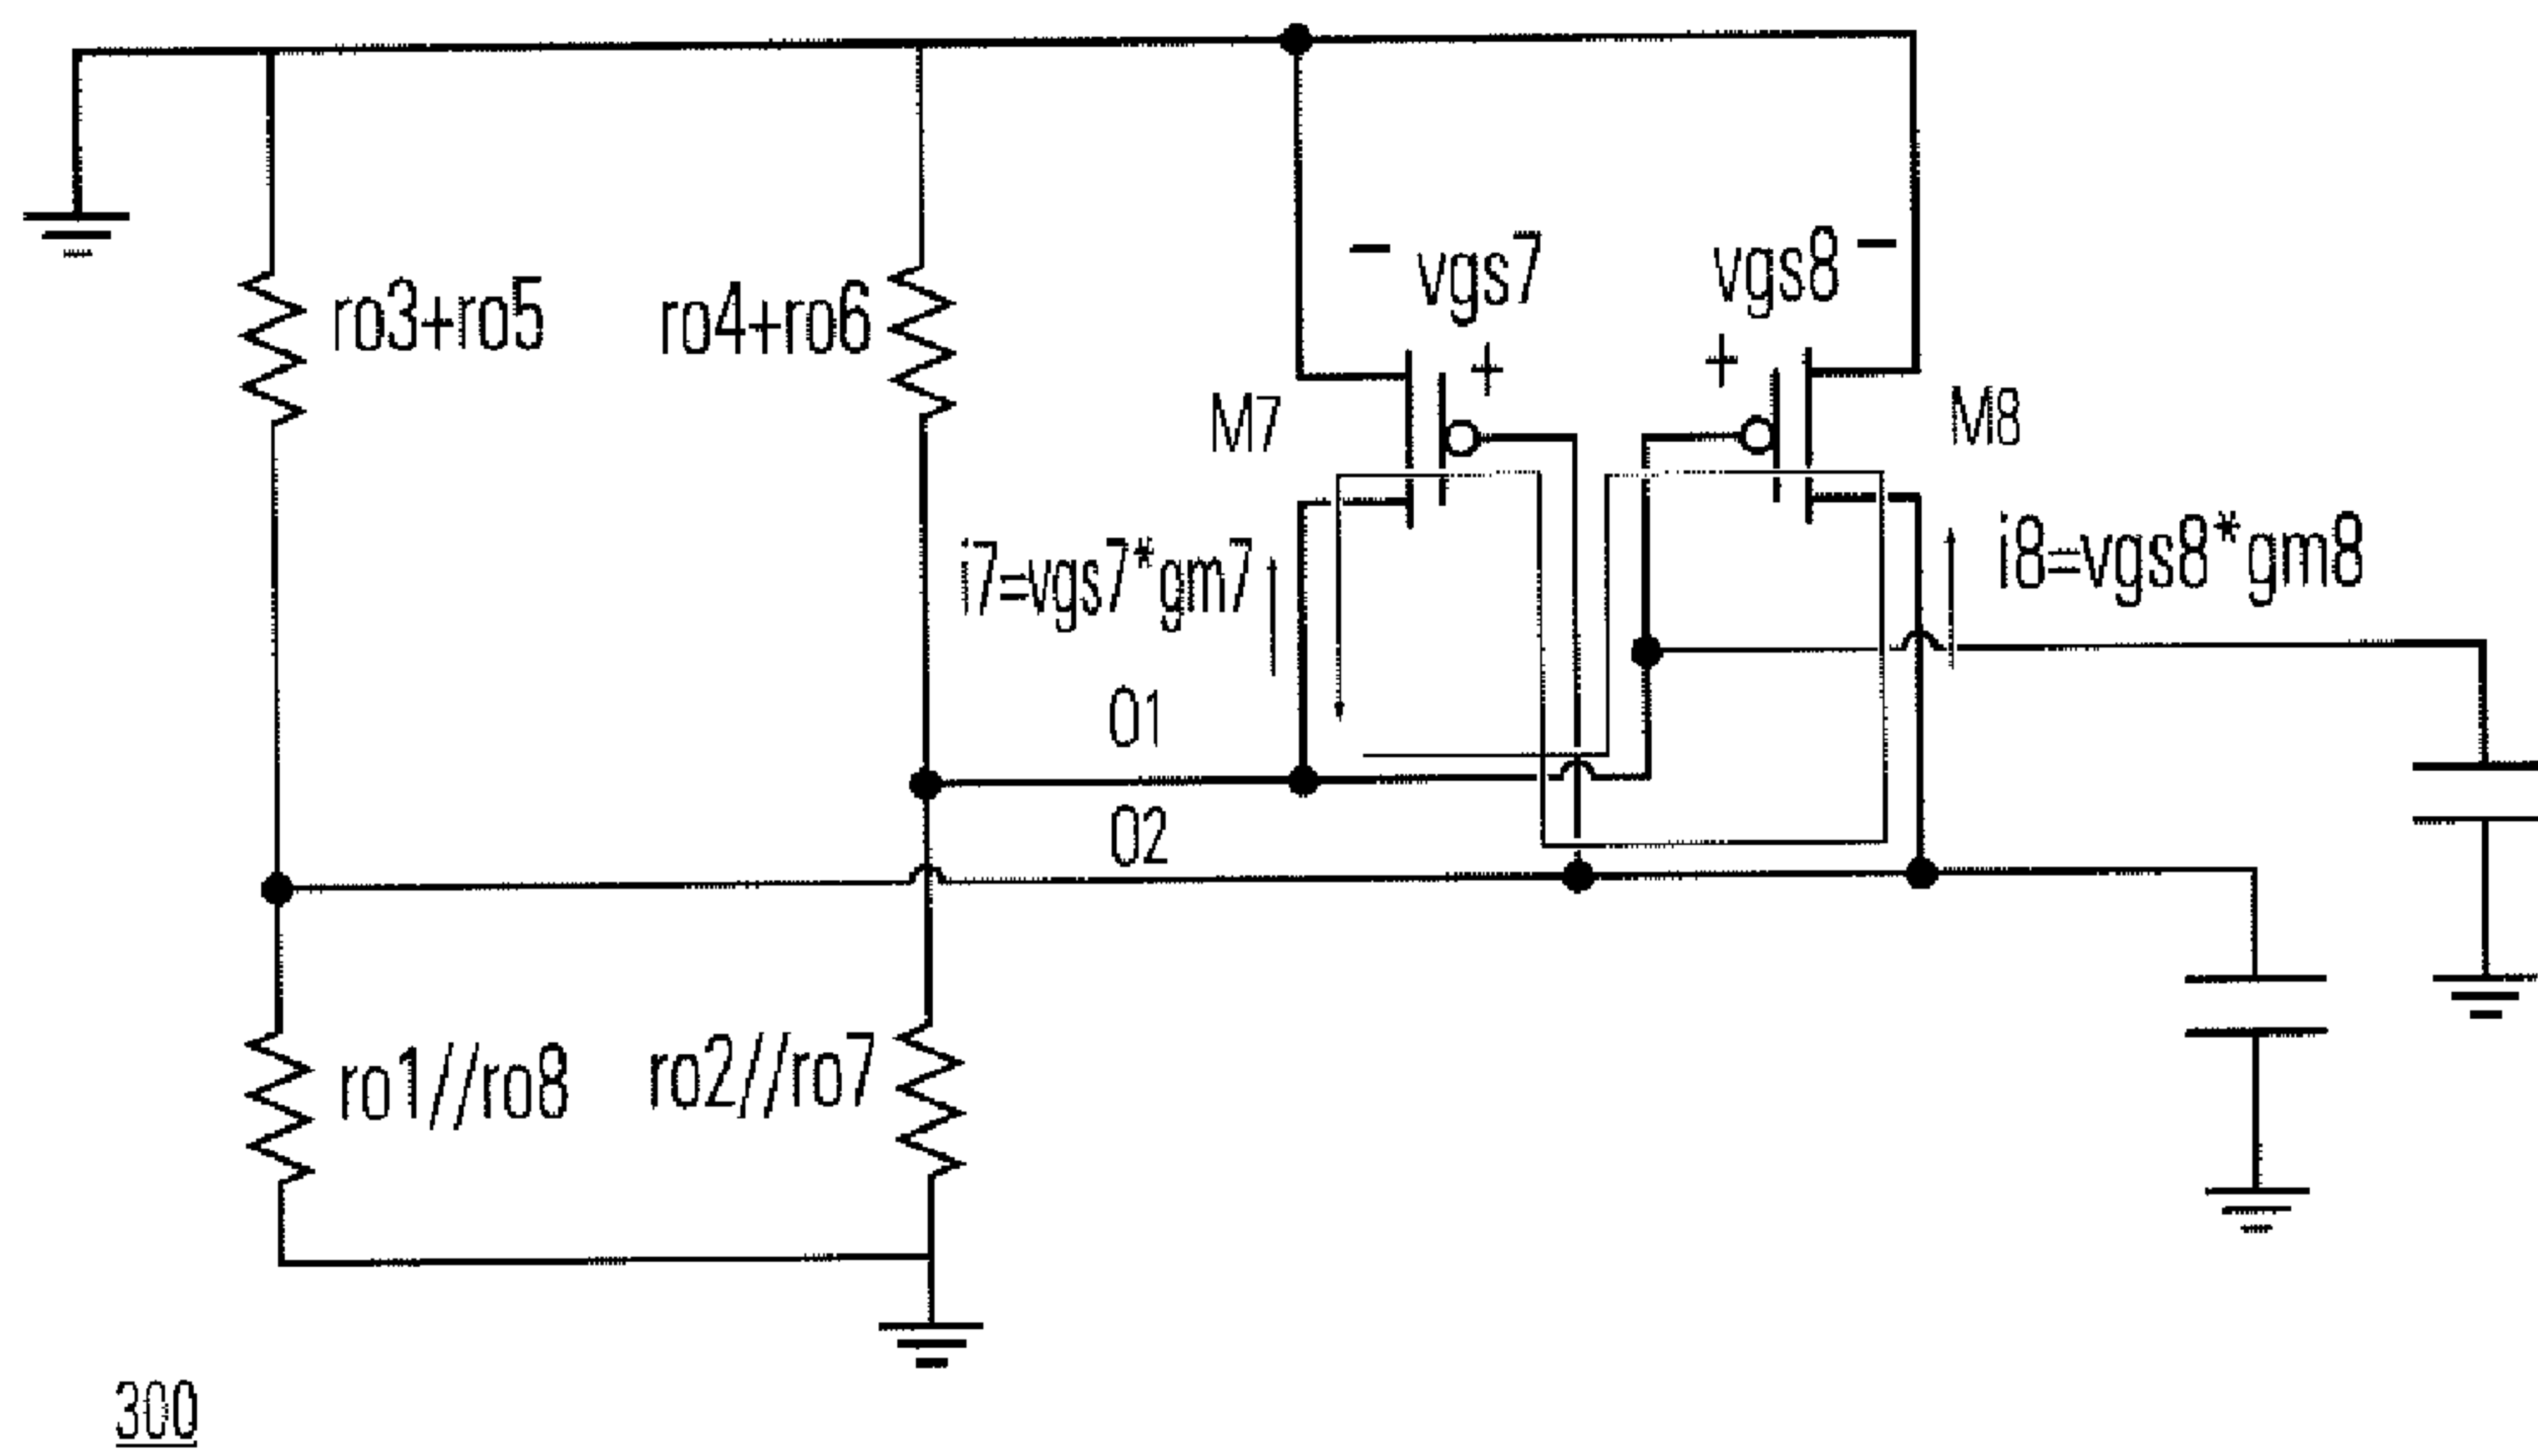 - vgs7 vgs8 -
ro3+ro5 ro4+ro6
+ +
M7 M8
i7=vgs7*gm7 i8=vgs8*gm8
O1
O2
ro1//ro8 ro2//ro7
300